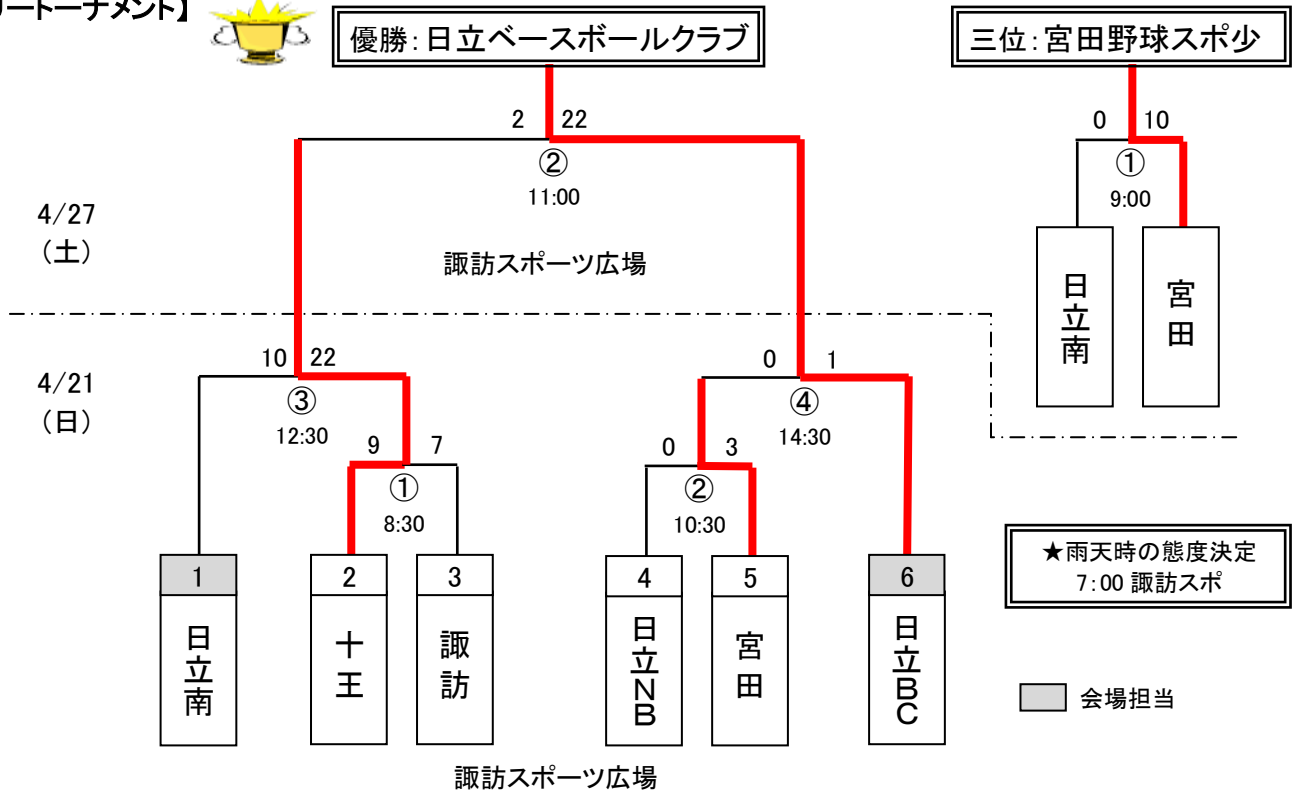 リートーナメント】
優勝：日立ベースボールクラブ
三位：宮田野球スポ少
2 22
②
11:00
0 10
①
9:00
4/27
（土）
諏訪スポーツ広場
日立南
宮田
4/21
（日）
10 22
③
12:30
0 1
④
14:30
9 7
①
8:30
0 3
②
10:30
★雨天時の態度決定
7:00 諏訪スポ
1 2 3 4 5 6
日立南
十王
諏訪
日立NB
宮田
日立BC
会場担当
諏訪スポーツ広場